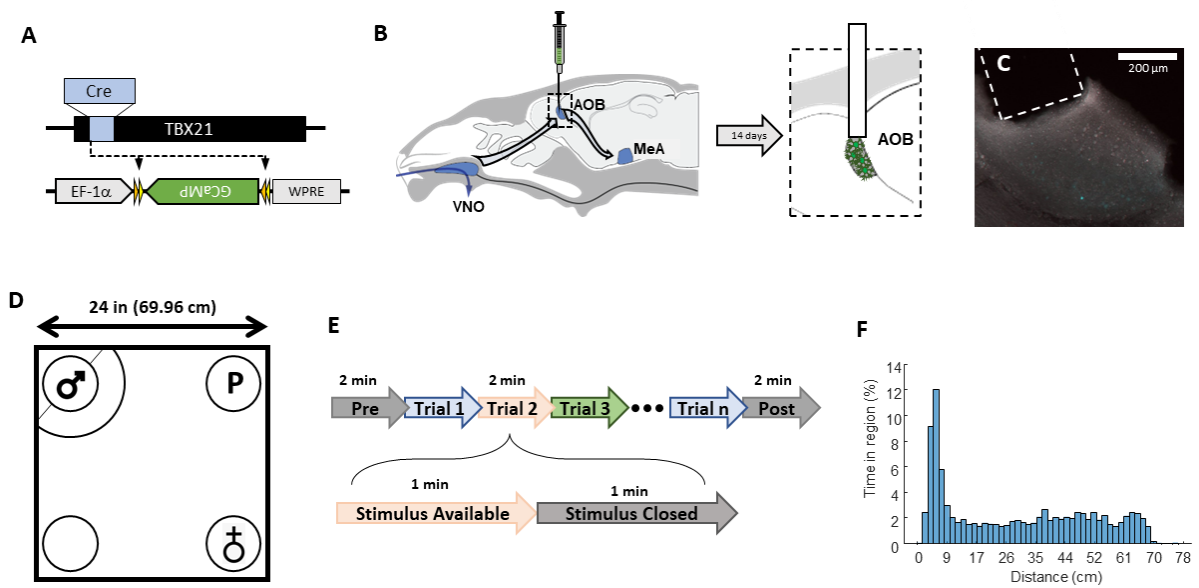 A
Cre
TBX21
EF-1α
GCaMP
WPRE
B
AOB
MeA
VNO
14 days
AOB
C
200 µm
D
24 in (69.96 cm)
♂
P
♀
E
2 min
2 min
2 min
Pre
Trial 1
Trial 2
Trial 3
•••
Trial n
Post
1 min
1 min
Stimulus Available
Stimulus Closed
F
Time in region (%)
14
12
10
8
6
4
2
0
0 9 17 26 35 44 52 61 70 78
Distance (cm)